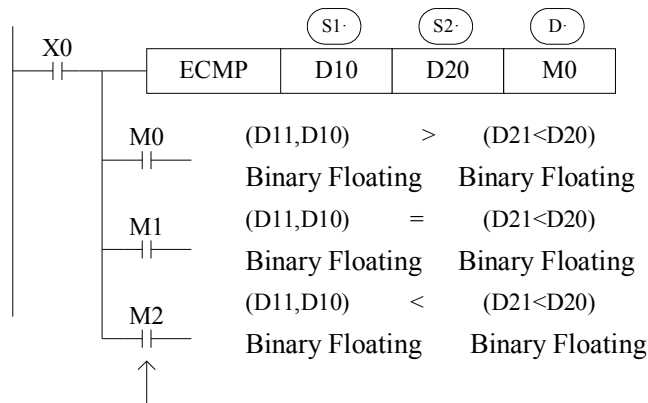 S1· S2· D·
X0
ECMP D10 D20 M0
M0 (D11,D10) > (D21<D20)
Binary Floating Binary Floating
M1 (D11,D10) = (D21<D20)
Binary Floating Binary Floating
M2 (D11,D10) < (D21<D20)
Binary Floating Binary Floating